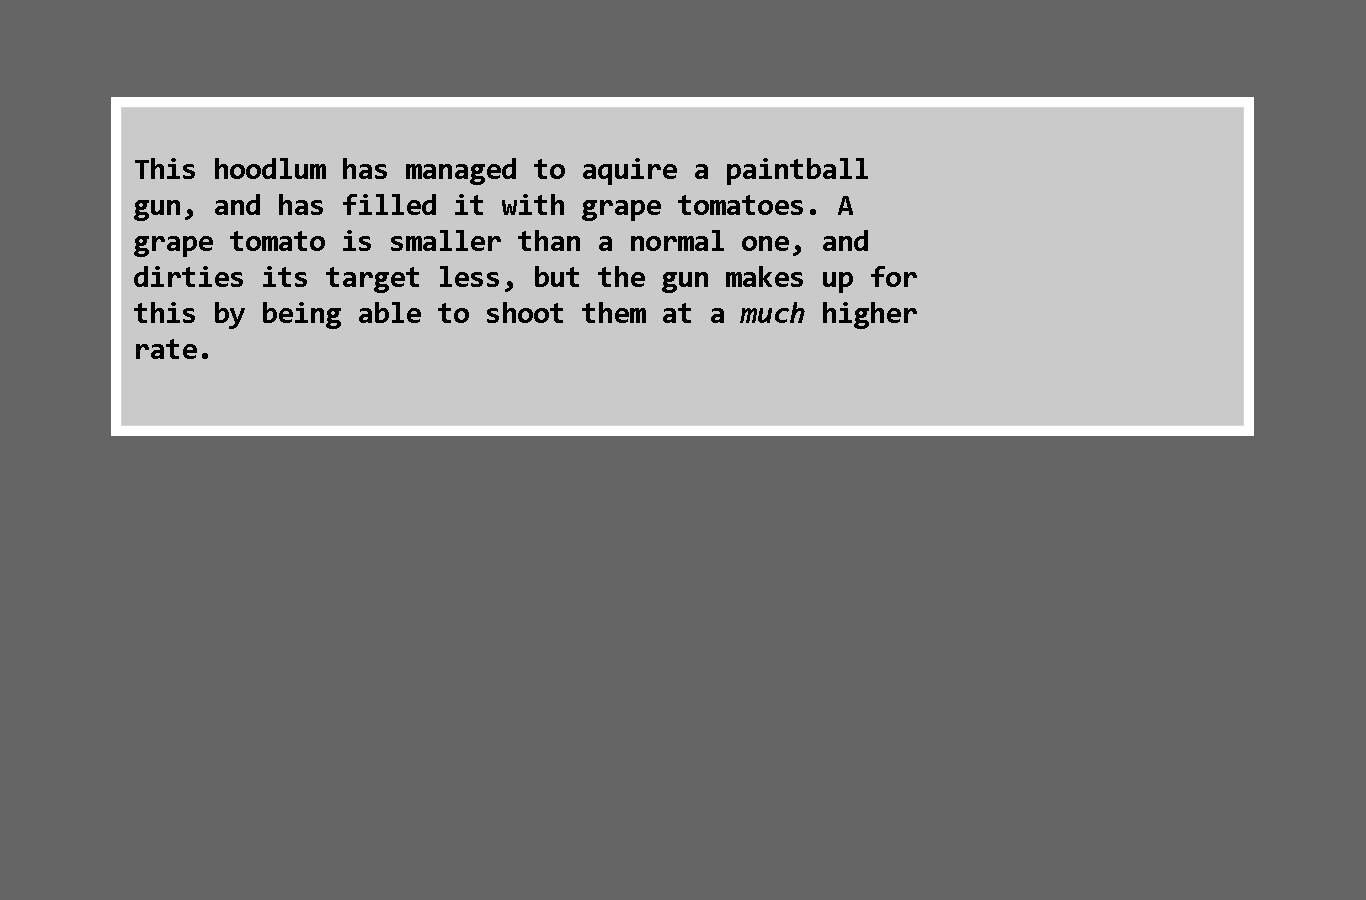 This hoodlum has managed to aquire a paintball
gun, and has filled it with grape tomatoes. A
grape tomato is smaller than a normal one, and
dirties its target less, but the gun makes up for
this by being able to shoot them at a much higher
rate.